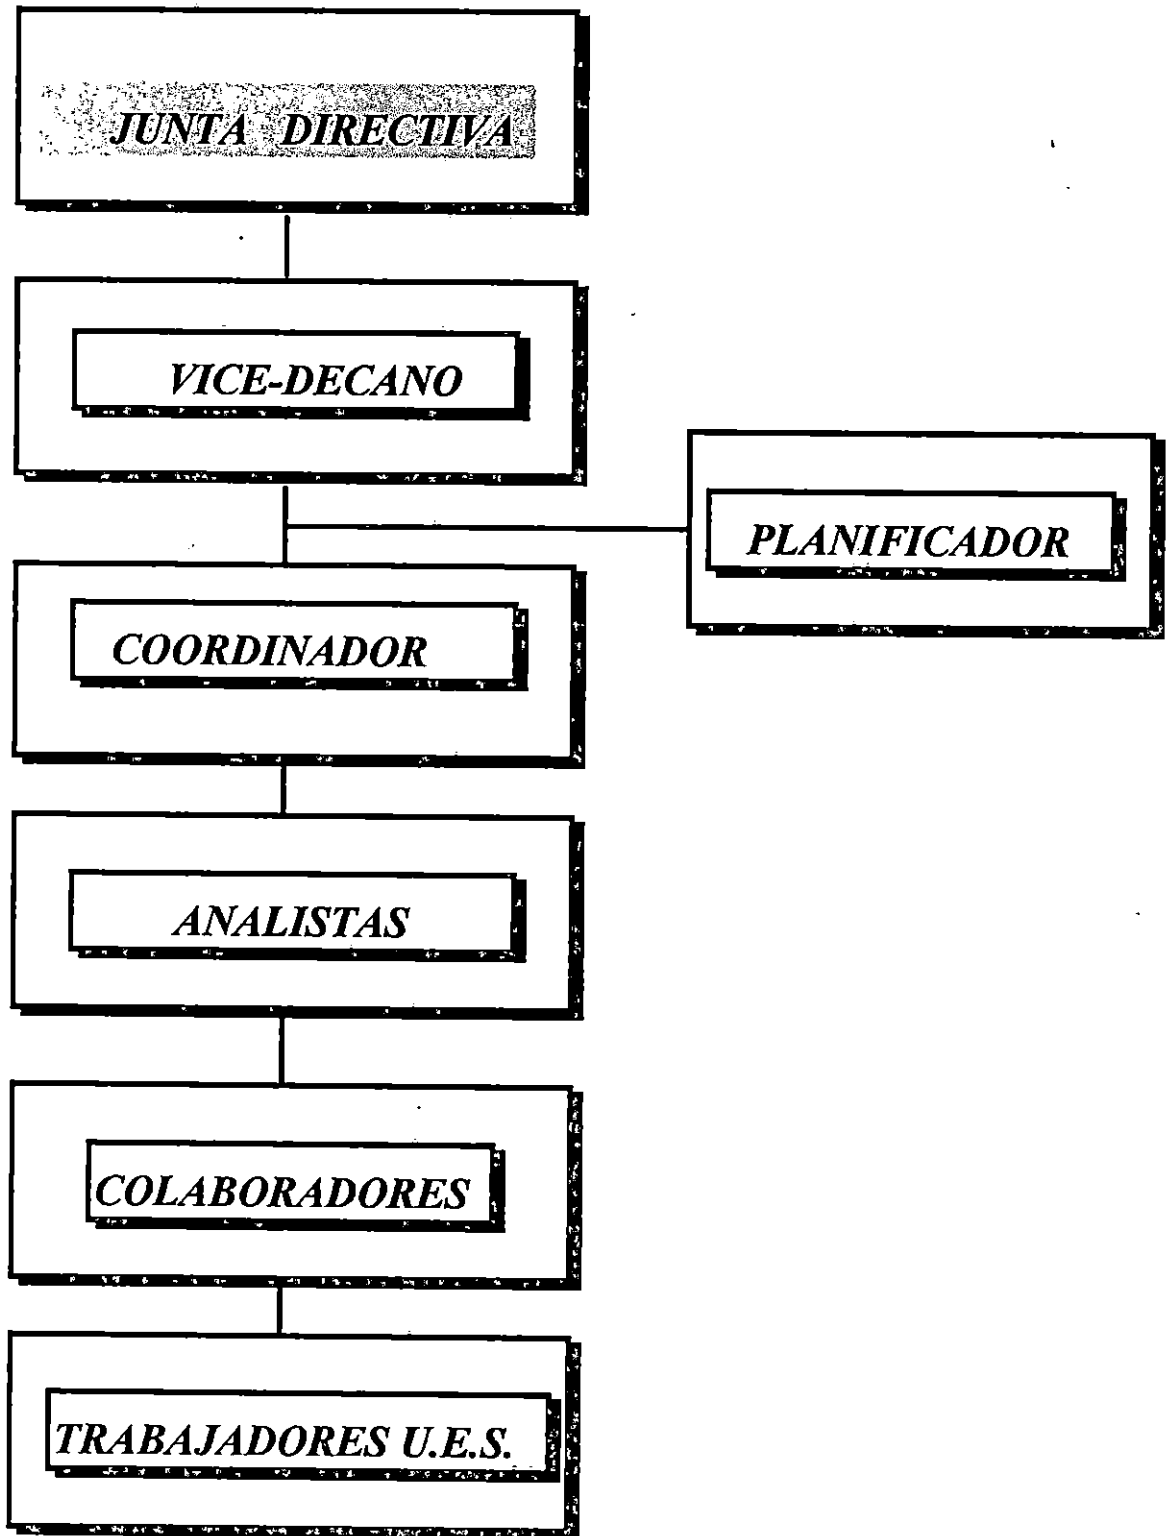 JUNTA DIRECTIVA
VICE-DECANO
PLANIFICADOR
COORDINADOR
ANALISTAS
COLABORADORES
TRABAJADORES U.E.S.